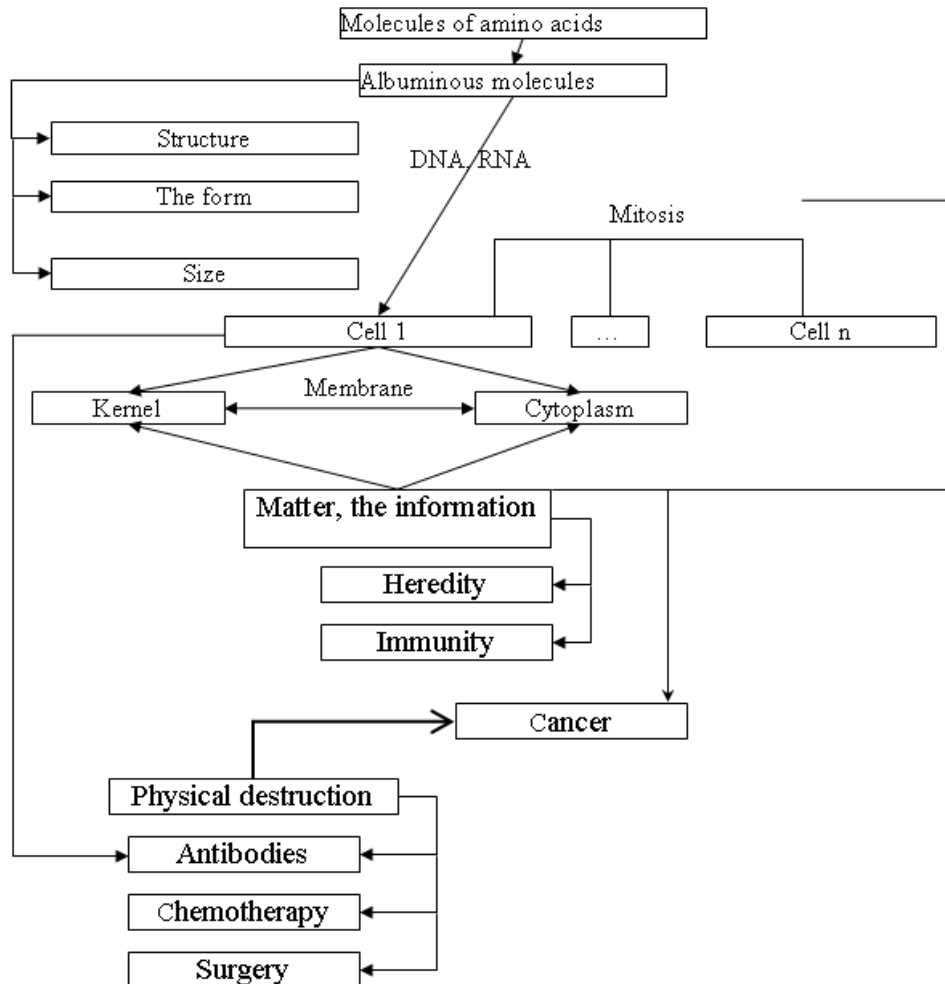 Molecules of amino acids
Albuminous molecules
Structure
DNA, RNA
The form
Mitosis
Size
Cell 1
...
Cell n
Membrane
Kernel
Cytoplasm
Matter, the information
Heredity
Immunity
Cancer
Physical destruction
Antibodies
Chemotherapy
Surgery